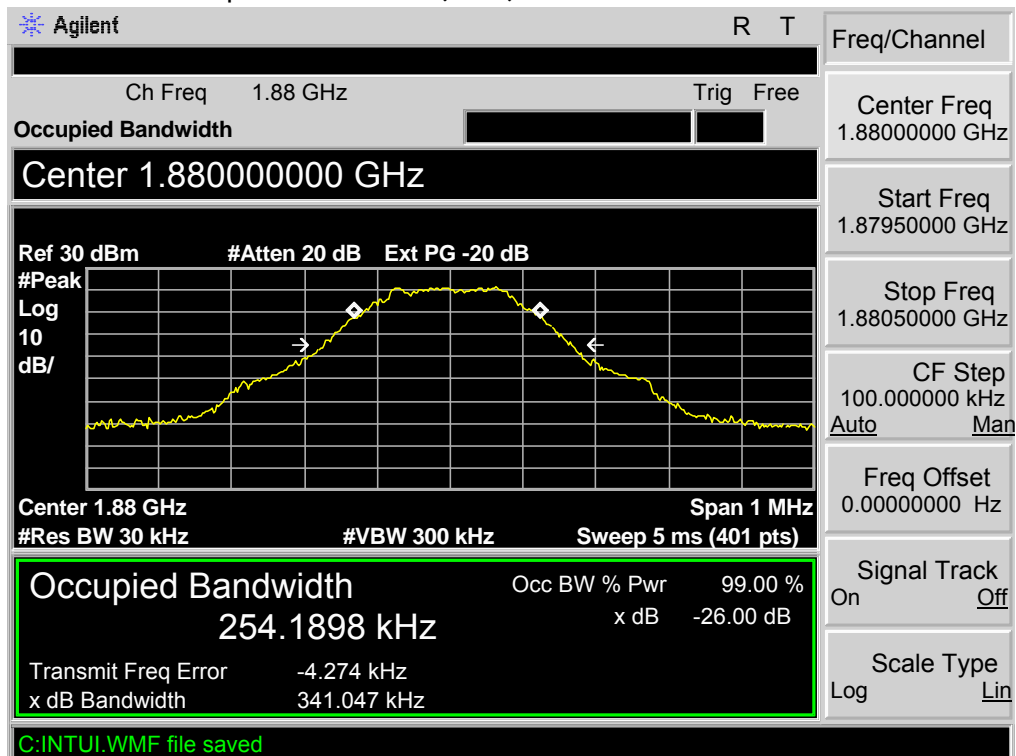 Agilent R T
Ch Freq 1.88 GHz Trig Free
Occupied Bandwidth
Center 1.880000000 GHz
Ref 30 dBm #Atten 20 dB Ext PG -20 dB
#Peak
Log
10
dB/
Center 1.88 GHz Span 1 MHz
#Res BW 30 kHz #VBW 300 kHz Sweep 5 ms (401 pts)
Occupied Bandwidth Occ BW % Pwr 99.00 %
254.1898 kHz x dB -26.00 dB
Transmit Freq Error -4.274 kHz
x dB Bandwidth 341.047 kHz
C:INTUI.WMF file saved
Freq/Channel
Center Freq
1.88000000 GHz
Start Freq
1.87950000 GHz
Stop Freq
1.88050000 GHz
CF Step
100.000000 kHz
Auto Man
Freq Offset
0.00000000 Hz
Signal Track
On Off
Scale Type
Log Lin